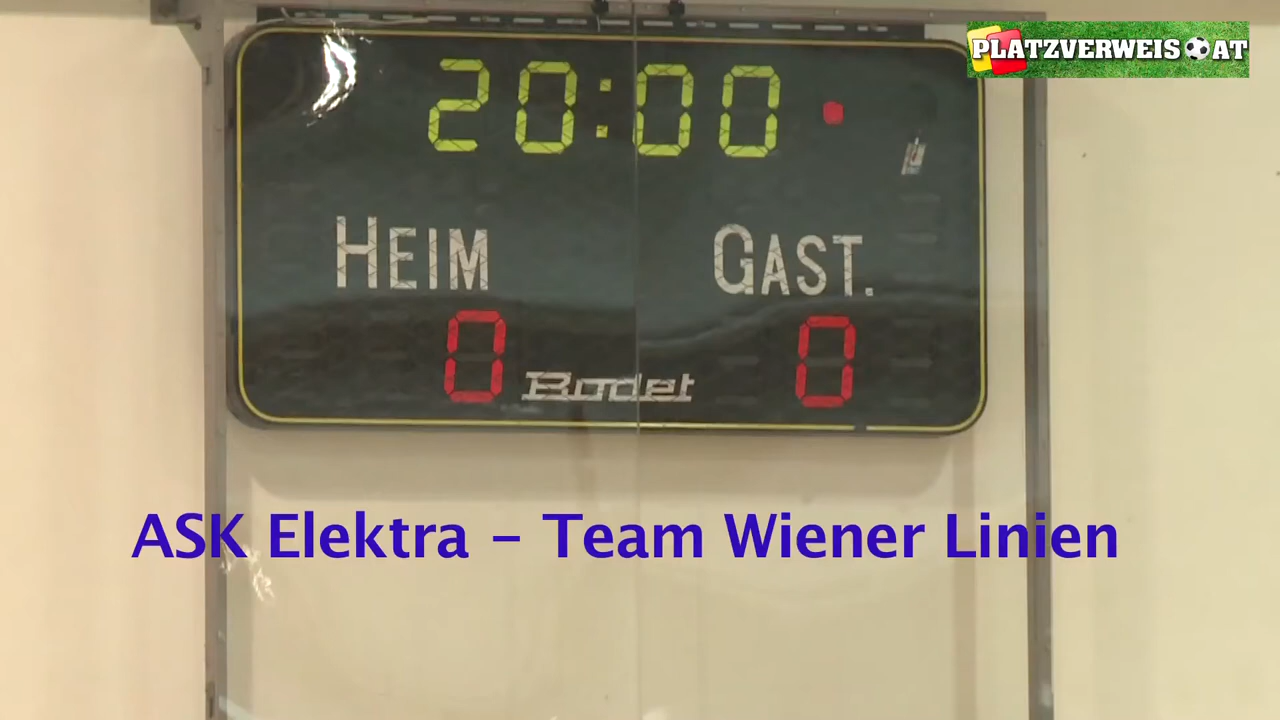 PLATZVERWEIS AT
20:00
HEIM GAST.
0 0
Bodet
ASK Elektra - Team Wiener Linien